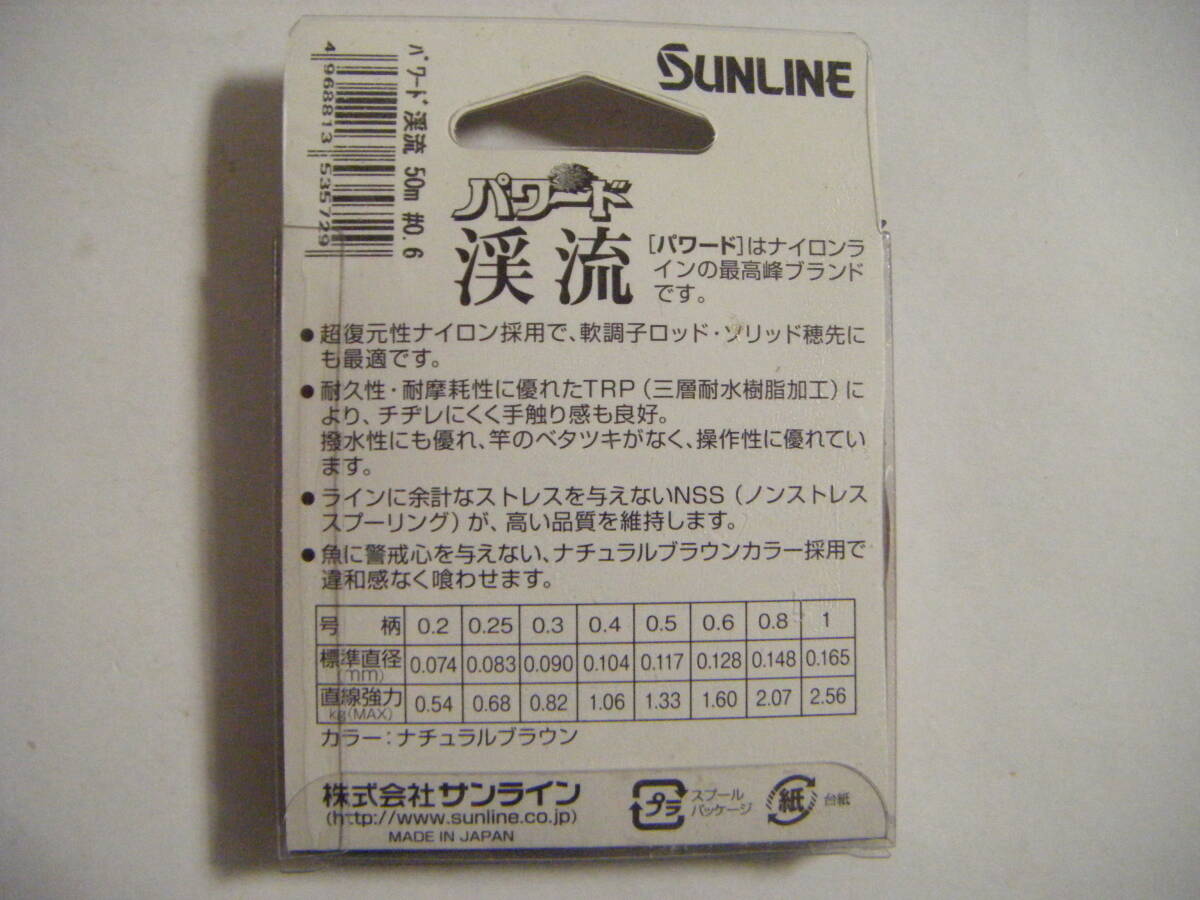 SUNLINE
パワード 渓流 50m #0.6
4 968813 535729
パワード
渓流
[パワード]はナイロンラ
インの最高峰ブランド
です。
● 超復元性ナイロン採用で、軟調子ロッド・ソリッド穂先に
も最適です。
● 耐久性・耐摩耗性に優れたTRP（三層耐水樹脂加工）に
より、チヂレにくく手触り感も良好。
撥水性にも優れ、竿のベタツキがなく、操作性に優れてい
ます。
● ラインに余計なストレスを与えないNSS（ノンストレス
スプーリング）が、高い品質を維持します。
● 魚に警戒心を与えない、ナチュラルブラウンカラー採用で
違和感なく喰わせます。
号柄 0.2 0.25 0.3 0.4 0.5 0.6 0.8 1
標準直径(mm) 0.074 0.083 0.090 0.104 0.117 0.128 0.148 0.165
直線強力kg(MAX) 0.54 0.68 0.82 1.06 1.33 1.60 2.07 2.56
カラー：ナチュラルブラウン
株式会社サンライン
(http://www.sunline.co.jp)
MADE IN JAPAN
プラ
スプール
パッケージ
紙
台紙